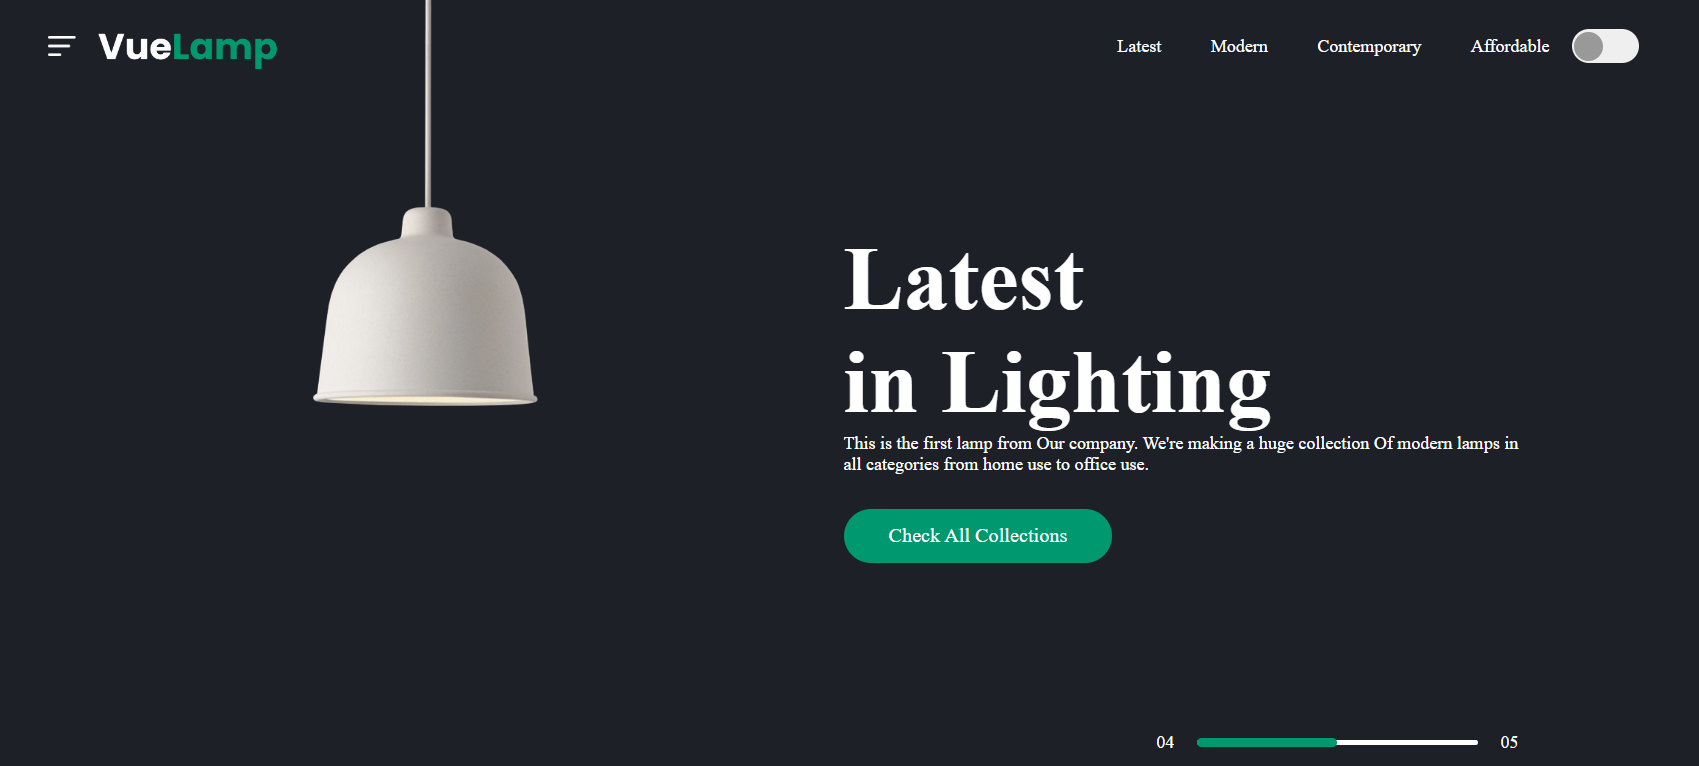 VueLamp
Latest
Modern
Contemporary
Affordable
Latest
in Lighting
This is the first lamp from Our company. We're making a huge collection Of modern lamps in
all categories from home use to office use.
Check All Collections
04
05